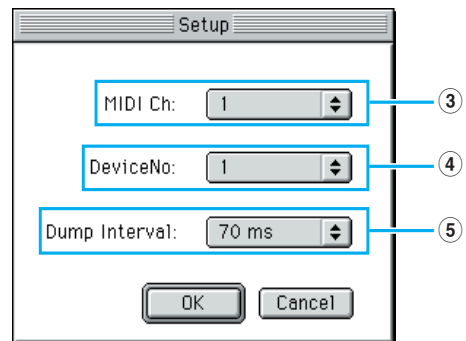 Setup
MIDI Ch: 1 ③
DeviceNo: 1 ④
Dump Interval: 70 ms ⑤
OK Cancel